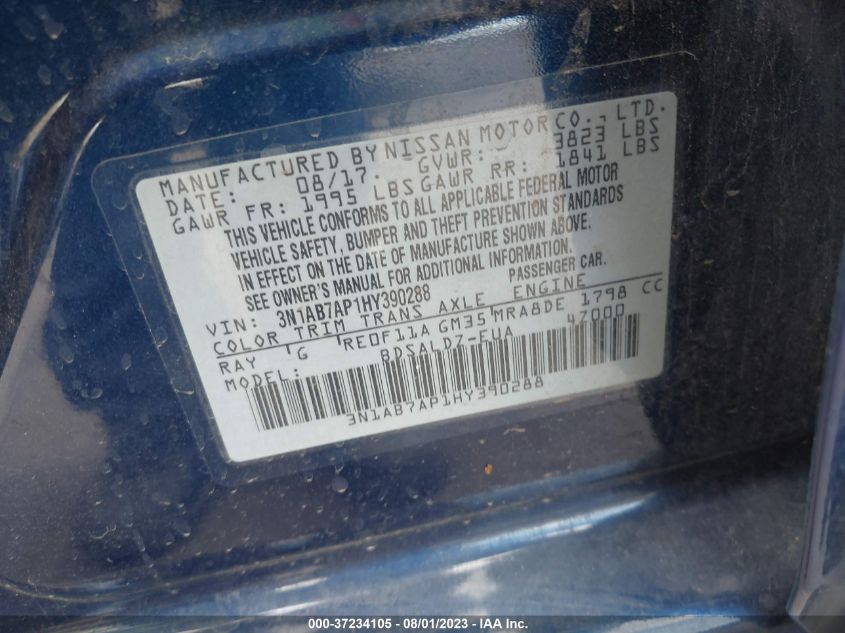 MANUFACTURED BY NISSAN MOTOR CO., LTD.
DATE: 08/17 GVWR: 3823 LBS
GAWR FR: 1995 LBS GAWR RR: 1841 LBS
THIS VEHICLE CONFORMS TO ALL APPLICABLE FEDERAL MOTOR
VEHICLE SAFETY, BUMPER AND THEFT PREVENTION STANDARDS
IN EFFECT ON THE DATE OF MANUFACTURE SHOWN ABOVE.
SEE OWNER'S MANUAL FOR ADDITIONAL INFORMATION.
VIN: 3N1AB7AP1HY390288 PASSENGER CAR.
COLOR TRIM TRANS AXLE ENGINE
RAY G RE0F11A GM35 MRA8DE 1798 CC
MODEL: BDSALDZ-EUA 47000
3N1AB7AP1HY390288
000-37234105 - 08/01/2023 - IAA Inc.